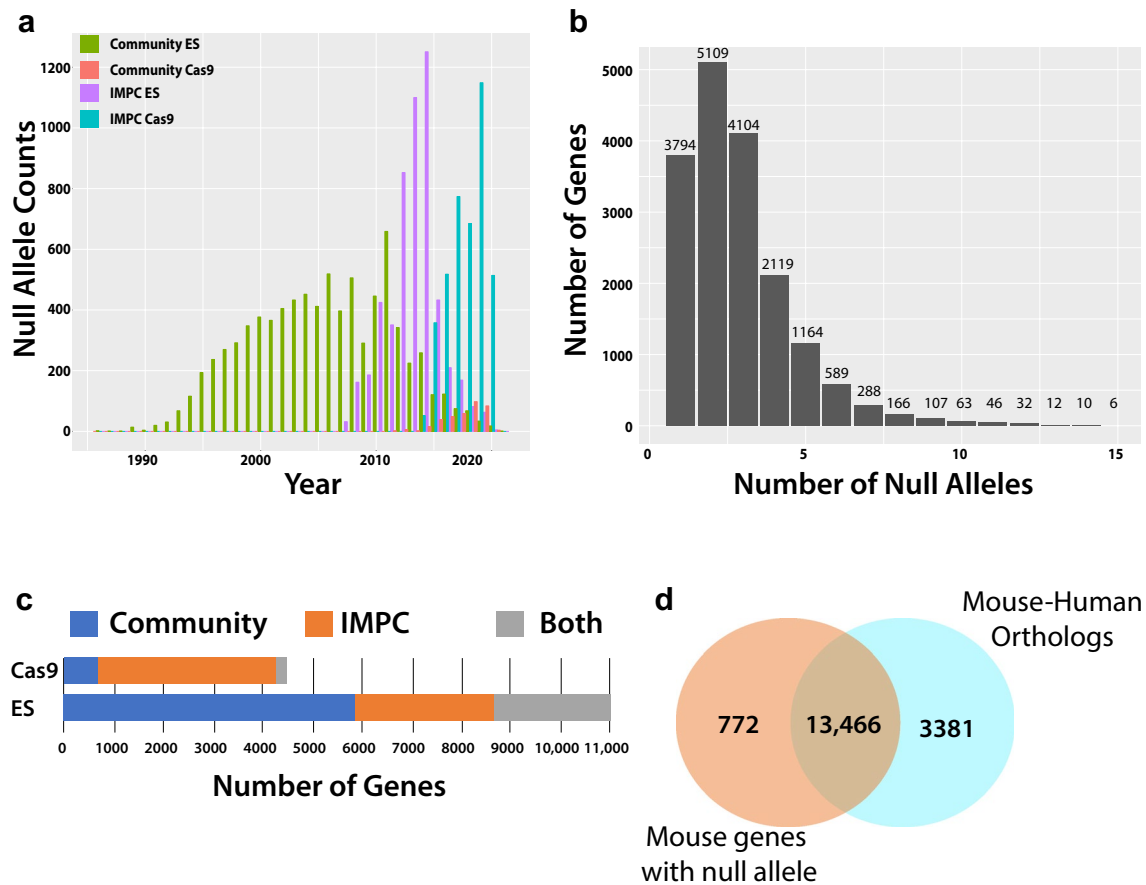 a
Community ES
Community Cas9
IMPC ES
IMPC Cas9
Null Allele Counts
1200
1000
800
600
400
200
0
1990 2000 2010 2020
Year
b
Number of Genes
5000
4000
3000
2000
1000
0
3794 5109 4104 2119 1164 589 288 166 107 63 46 32 12 10 6
0 5 10 15
Number of Null Alleles
c
Community IMPC Both
Cas9
ES
0 1000 2000 3000 4000 5000 6000 7000 8000 9000 10,000 11,000
Number of Genes
d
Mouse-Human
Orthologs
772 13,466 3381
Mouse genes
with null allele